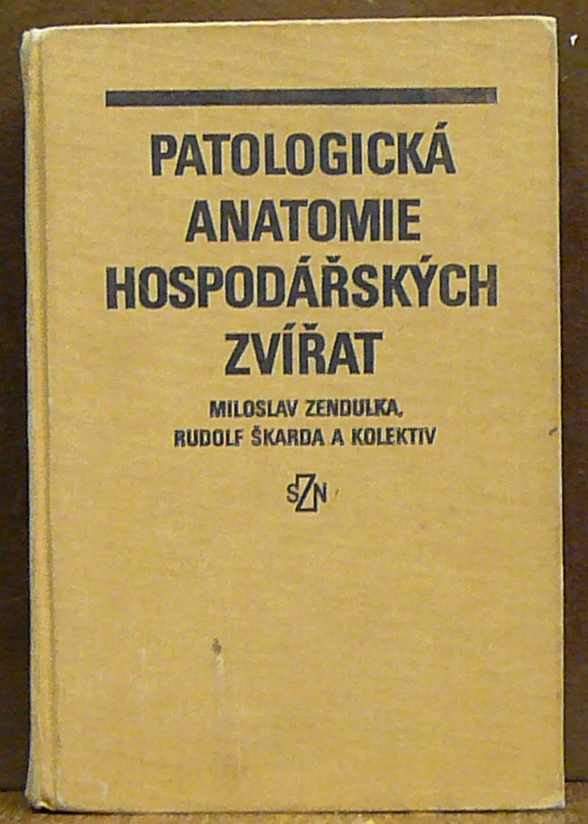 PATOLOGICKÁ
ANATOMIE
HOSPODÁŘSKÝCH
ZVÍŘAT
MILOSLAV ZENDULKA,
RUDOLF ŠKARDA A KOLEKTIV
SZN